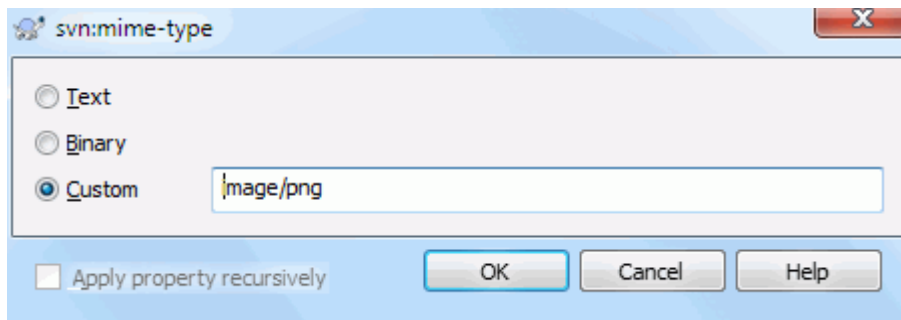 svn:mime-type
Text
Binary
Custom image/png
Apply property recursively OK Cancel Help